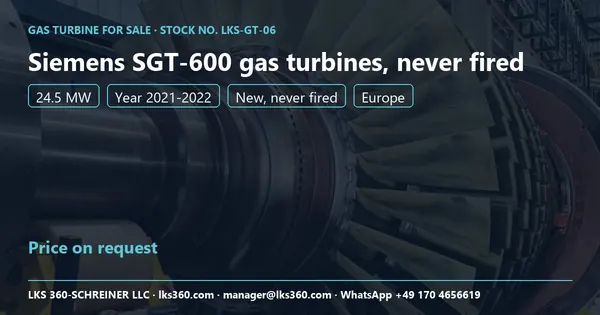 GAS TURBINE FOR SALE · STOCK NO. LKS-GT-06
Siemens SGT-600 gas turbines, never fired
24.5 MW
Year 2021-2022
New, never fired
Europe
Price on request
LKS 360-SCHREINER LLC · lks360.com · manager@lks360.com · WhatsApp +49 170 4656619